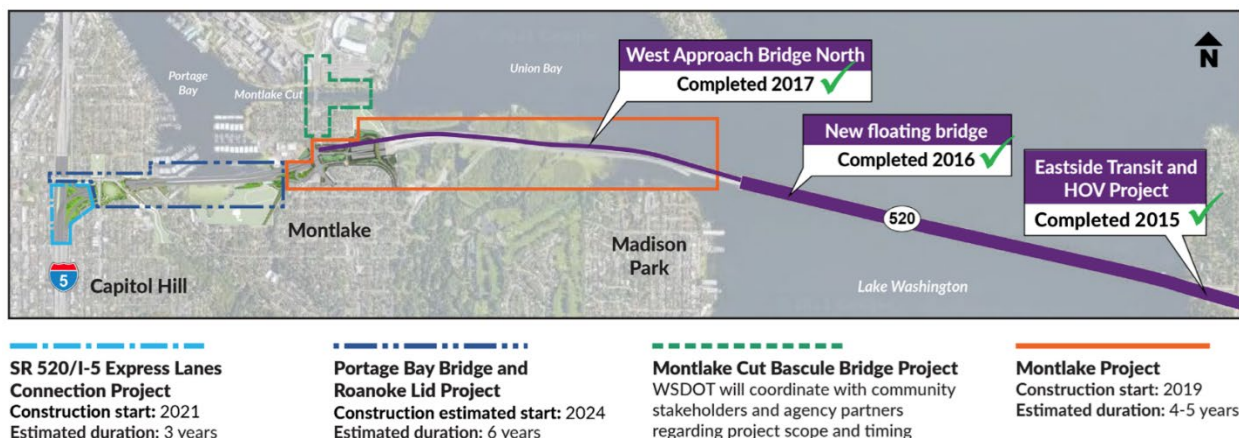 West Approach Bridge North
Completed 2017
N
Portage
Bay
Montlake Cut
Union Bay
New floating bridge
Completed 2016
Eastside Transit and
HOV Project
Completed 2015
520
Montlake
Madison
Park
5
Capitol Hill
Lake Washington
SR 520/I-5 Express Lanes
Connection Project
Construction start: 2021
Estimated duration: 3 years
Portage Bay Bridge and
Roanoke Lid Project
Construction estimated start: 2024
Estimated duration: 6 years
Montlake Cut Bascule Bridge Project
WSDOT will coordinate with community
stakeholders and agency partners
regarding project scope and timing
Montlake Project
Construction start: 2019
Estimated duration: 4-5 years